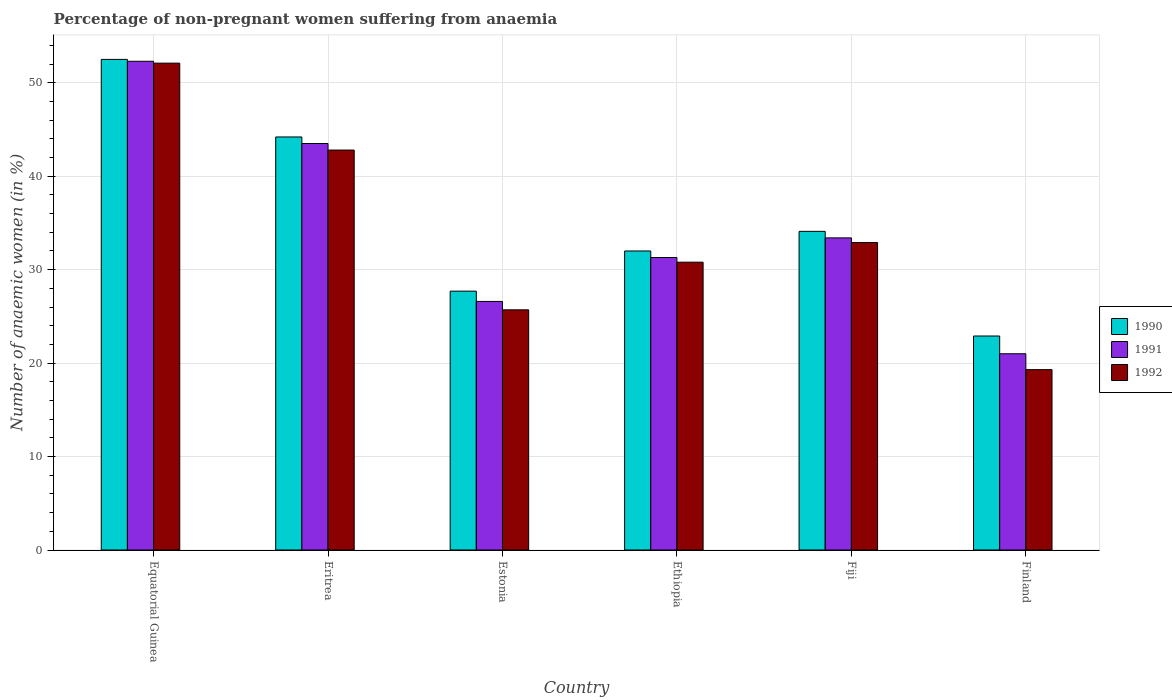 Percentage of non-pregnant women suffering from anaemia
Number of anaemic women (in %)
50
40
30
20
10
0
Equatorial Guinea
Eritrea
Estonia
Ethiopia
Fiji
Finland
Country
1990
1991
1992